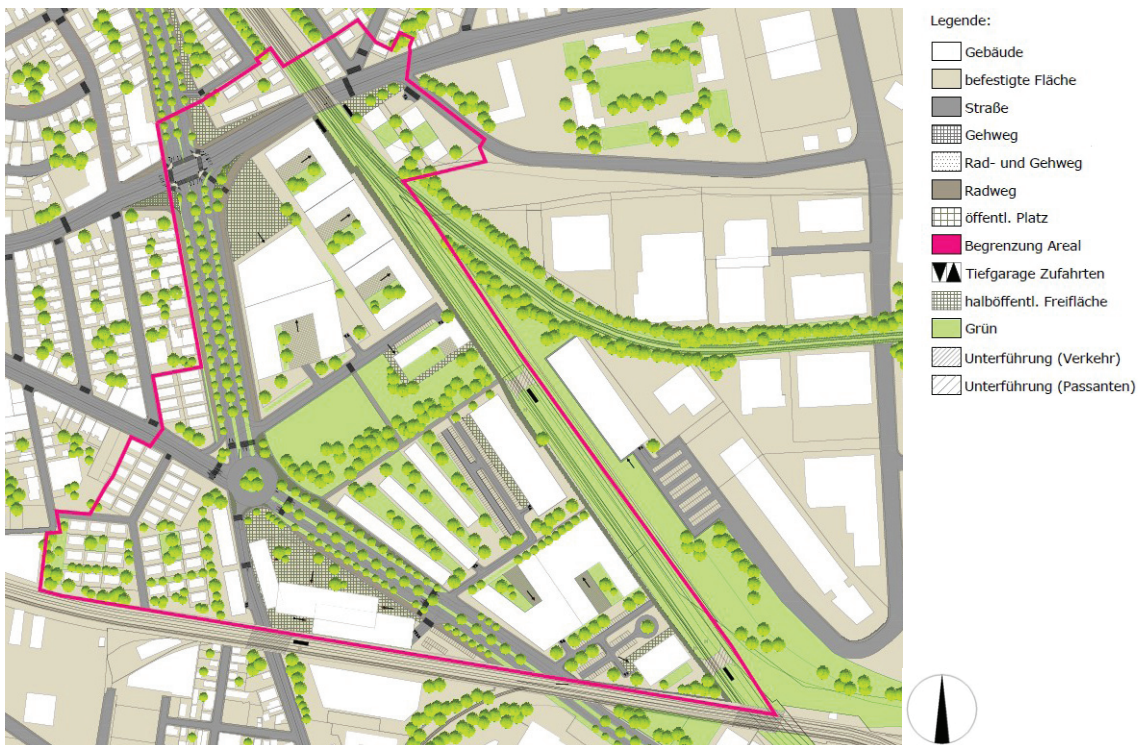 Legende:
Gebäude
befestigte Fläche
Straße
Gehweg
Rad- und Gehweg
Radweg
öffentl. Platz
Begrenzung Areal
Tiefgarage Zufahrten
halböffentl. Freifläche
Grün
Unterführung (Verkehr)
Unterführung (Passanten)